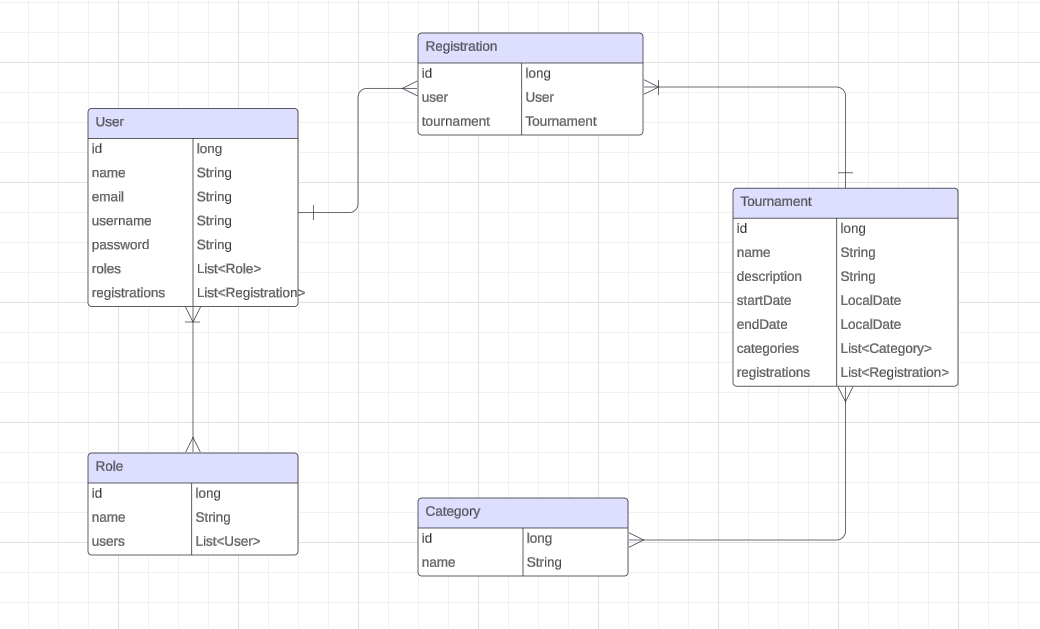 Registration
id long
user User
tournament Tournament
User
id long
name String
email String
username String
password String
roles List<Role>
registrations List<Registration>
Tournament
id long
name String
description String
startDate LocalDate
endDate LocalDate
categories List<Category>
registrations List<Registration>
Role
id long
name String
users List<User>
Category
id long
name String